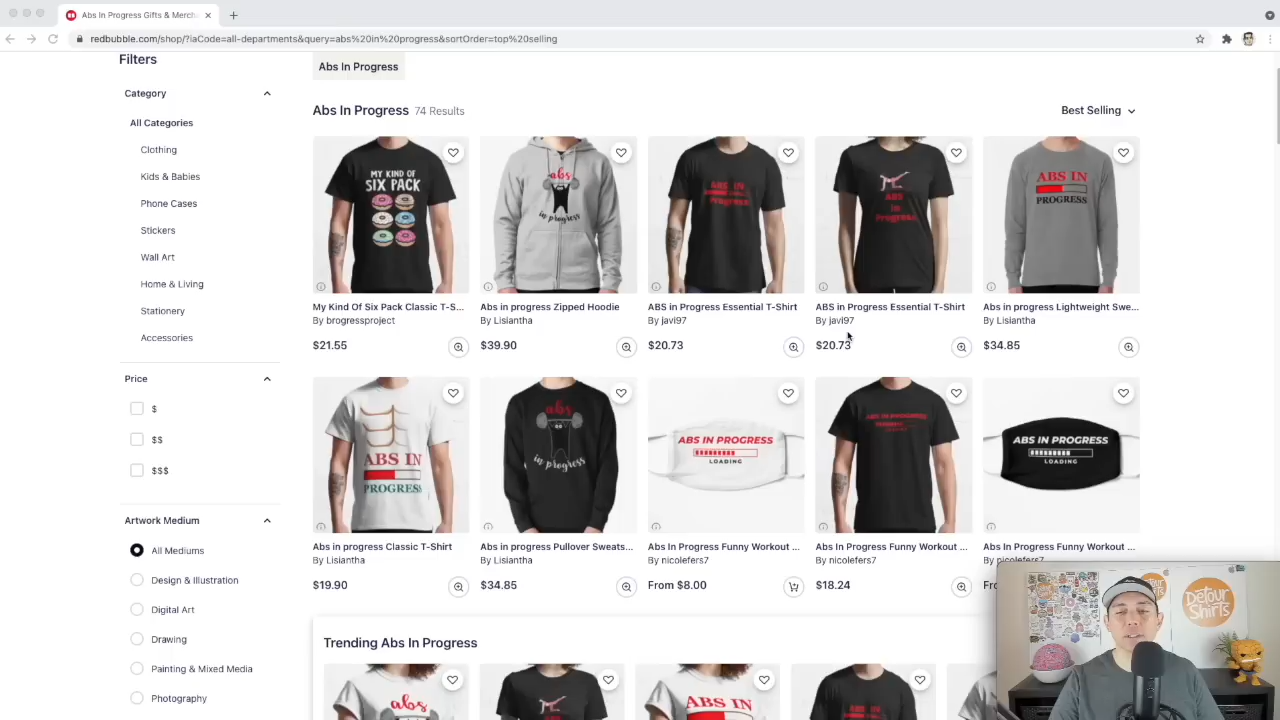 Abs In Progress Gifts & Merch
redbubble.com/shop/?iaCode=all-departments&query=abs%20in%20progress&sortOrder=top%20selling
Filters
Category
All Categories
Clothing
Kids & Babies
Phone Cases
Stickers
Wall Art
Home & Living
Stationery
Accessories
Price
$
$$
$$$
Artwork Medium
All Mediums
Design & Illustration
Digital Art
Drawing
Painting & Mixed Media
Photography
Abs In Progress
Abs In Progress 74 Results
Best Selling
MY KIND OF
SIX PACK
abs
in progress
ABS IN
Progress
ABS
in
Progress
ABS IN
PROGRESS
My Kind Of Six Pack Classic T-S...
By brogressproject
$21.55
Abs in progress Zipped Hoodie
By Lisiantha
$39.90
ABS in Progress Essential T-Shirt
By javi97
$20.73
ABS in Progress Essential T-Shirt
By javi97
$20.73
Abs in progress Lightweight Swe...
By Lisiantha
$34.85
ABS IN
PROGRESS
abs
in progress
ABS IN PROGRESS
LOADING
ABS IN PROGRESS
LOADING
ABS IN PROGRESS
LOADING
Abs in progress Classic T-Shirt
By Lisiantha
$19.90
Abs in progress Pullover Sweats...
By Lisiantha
$34.85
Abs In Progress Funny Workout ...
By nicolefers7
From $8.00
Abs In Progress Funny Workout ...
By nicolefers7
$18.24
Abs In Progress Funny Workout ...
By nicolefers7
Trending Abs In Progress
abs
ABS IN
DeTour
SHIRTS